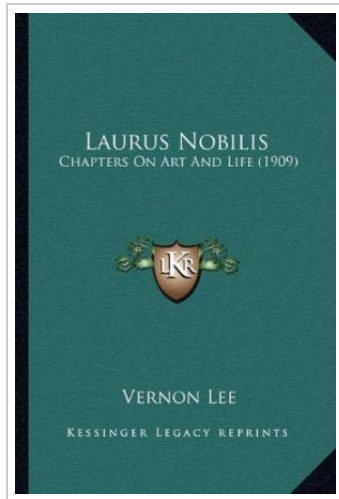 Laurus Nobilis
Chapters On Art And Life (1909)
LKR
Vernon Lee
Kessinger Legacy reprints